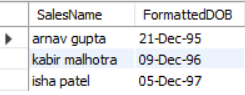 SalesName FormattedDOB
arnav gupta 21-Dec-95
kabir malhotra 09-Dec-96
isha patel 05-Dec-97